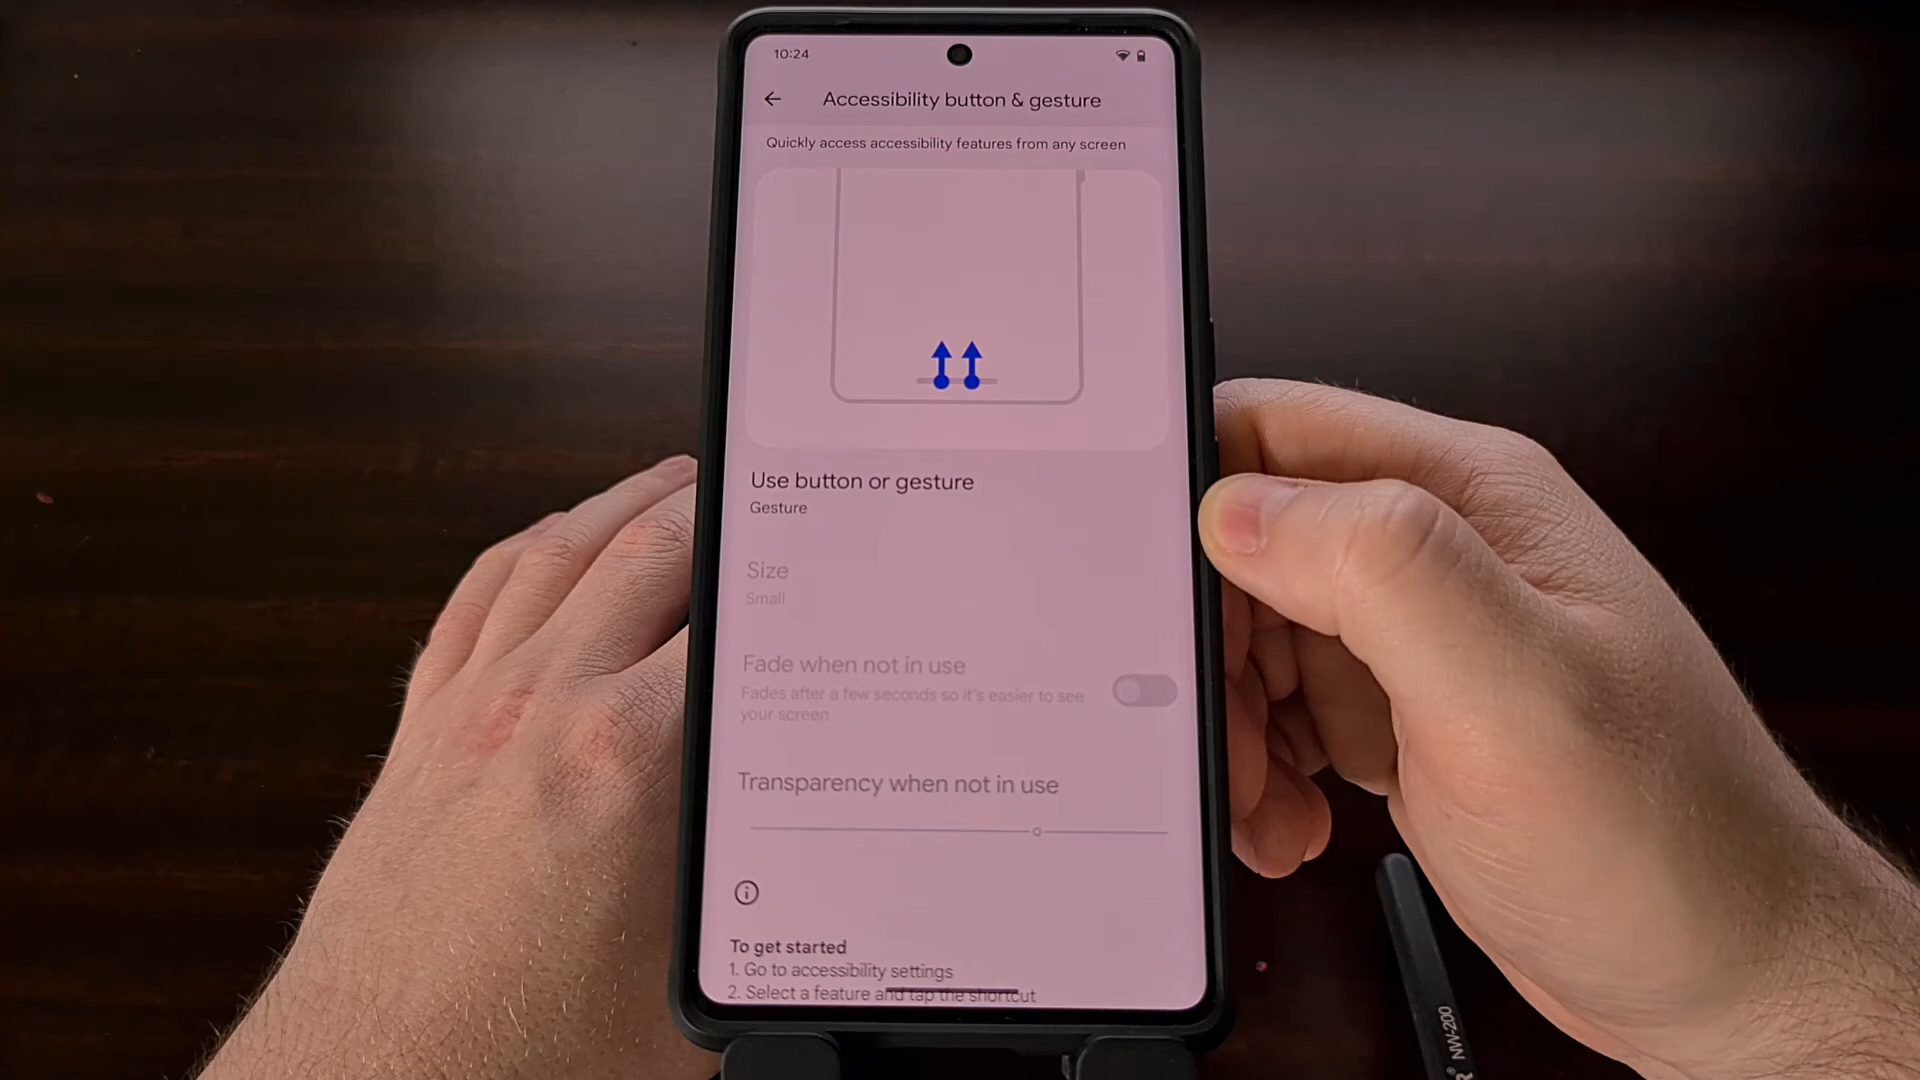 10:24
Accessibility button & gesture
Quickly access accessibility features from any screen
Use button or gesture
Gesture
Size
Small
Fade when not in use
Fades after a few seconds so it's easier to see
your screen
Transparency when not in use
To get started
1. Go to accessibility settings
2. Select a feature and tap the shortcut
NW-200
R®